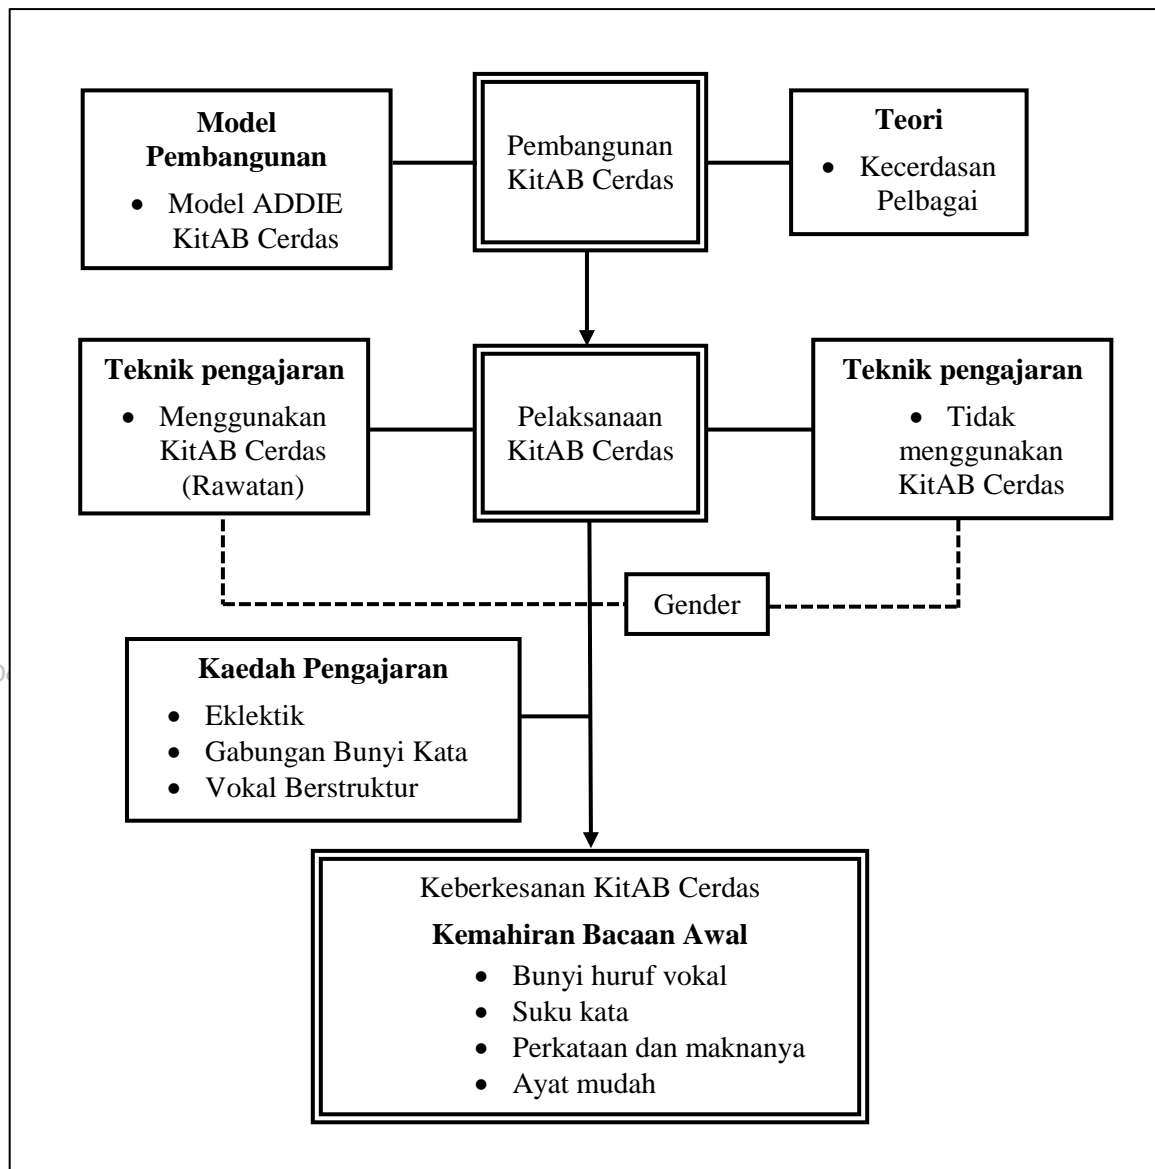 Model
Pembangunan
• Model ADDIE
KitAB Cerdas
Pembangunan
KitAB Cerdas
Teori
• Kecerdasan
Pelbagai
Teknik pengajaran
• Menggunakan
KitAB Cerdas
(Rawatan)
Pelaksanaan
KitAB Cerdas
Teknik pengajaran
• Tidak
menggunakan
KitAB Cerdas
Gender
Kaedah Pengajaran
• Eklektik
• Gabungan Bunyi Kata
• Vokal Berstruktur
Keberkesanan KitAB Cerdas
Kemahiran Bacaan Awal
• Bunyi huruf vokal
• Suku kata
• Perkataan dan maknanya
• Ayat mudah